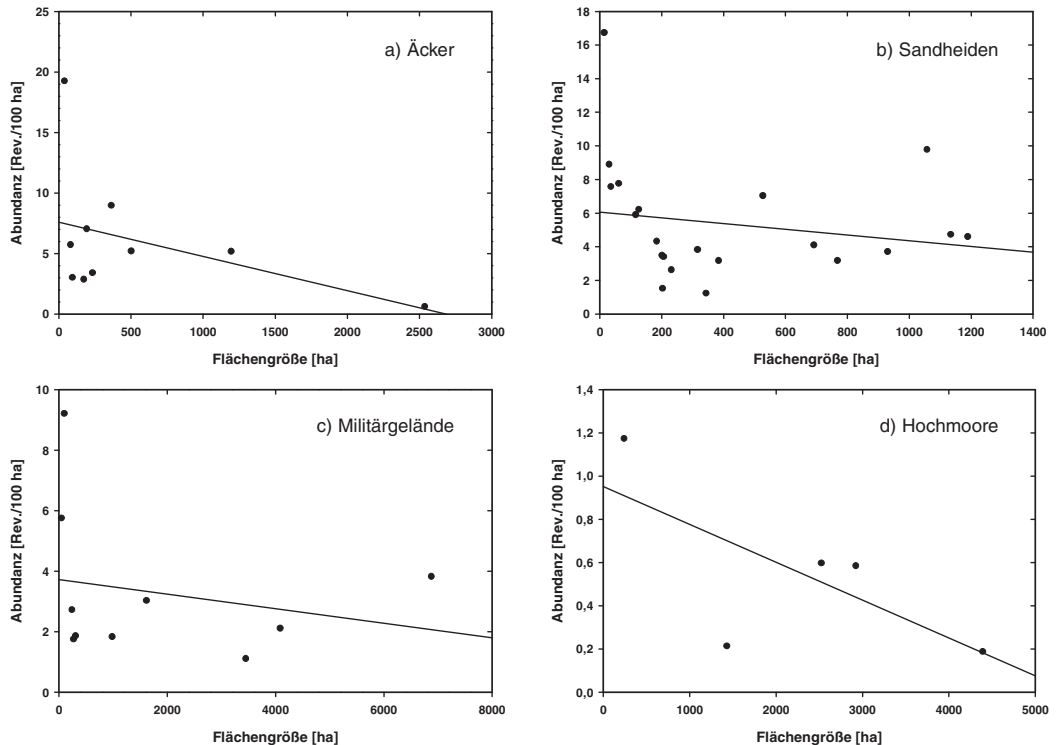 a) Äcker
Abundanz [Rev./100 ha]
25
20
15
10
5
0
0 500 1000 1500 2000 2500 3000
Flächengröße [ha]
b) Sandheiden
Abundanz [Rev./100 ha]
18
16
14
12
10
8
6
4
2
0
0 200 400 600 800 1000 1200 1400
Flächengröße [ha]
c) Militärgelände
Abundanz [Rev./100 ha]
10
8
6
4
2
0
0 2000 4000 6000 8000
Flächengröße [ha]
d) Hochmoore
Abundanz [Rev./100 ha]
1,4
1,2
1,0
0,8
0,6
0,4
0,2
0,0
0 1000 2000 3000 4000 5000
Flächengröße [ha]